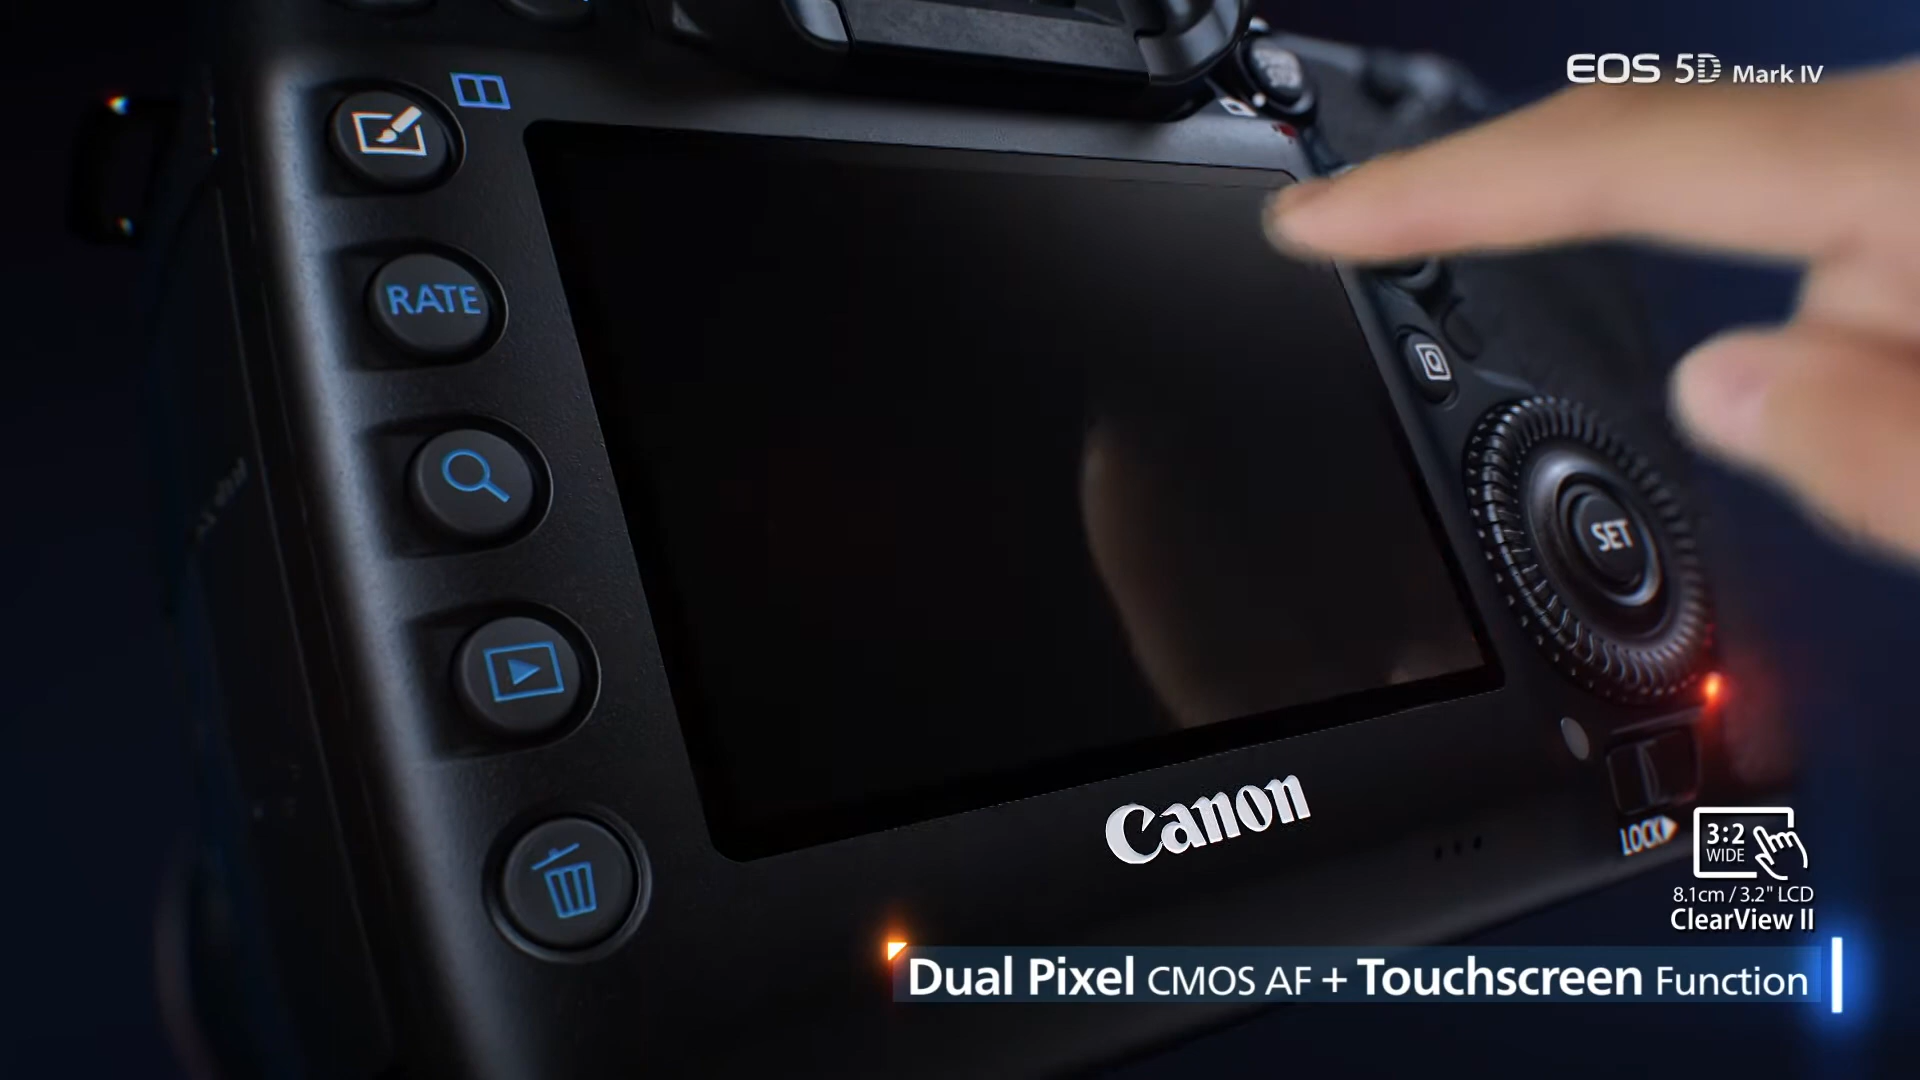 EOS 5D Mark IV
RATE
Q
SET
Canon
LOCK
3:2
WIDE
8.1cm / 3.2" LCD
ClearView II
Dual Pixel CMOS AF + Touchscreen Function